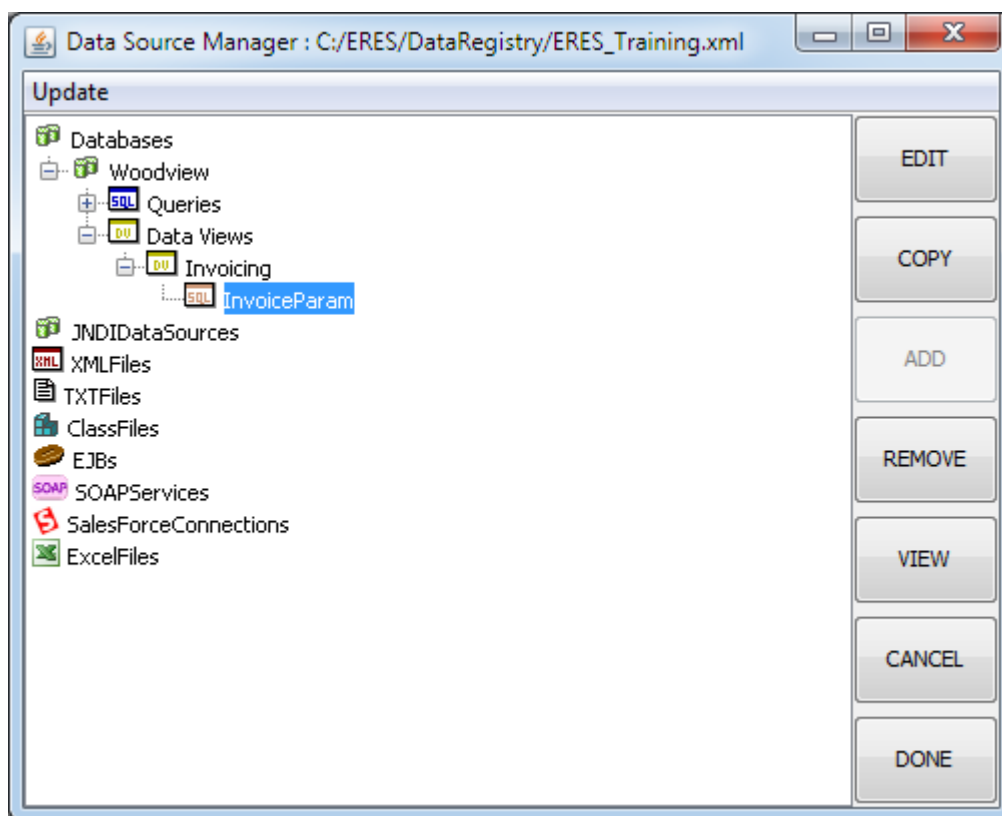 Data Source Manager : C:/ERES/DataRegistry/ERES_Training.xml
Update
Databases
Woodview
SQL Queries
DV Data Views
DV Invoicing
SQL InvoiceParam
JNDIDataSources
XML XMLFiles
TXTFiles
ClassFiles
EJBs
SOAP SOAPServices
S SalesForceConnections
ExcelFiles
EDIT
COPY
ADD
REMOVE
VIEW
CANCEL
DONE